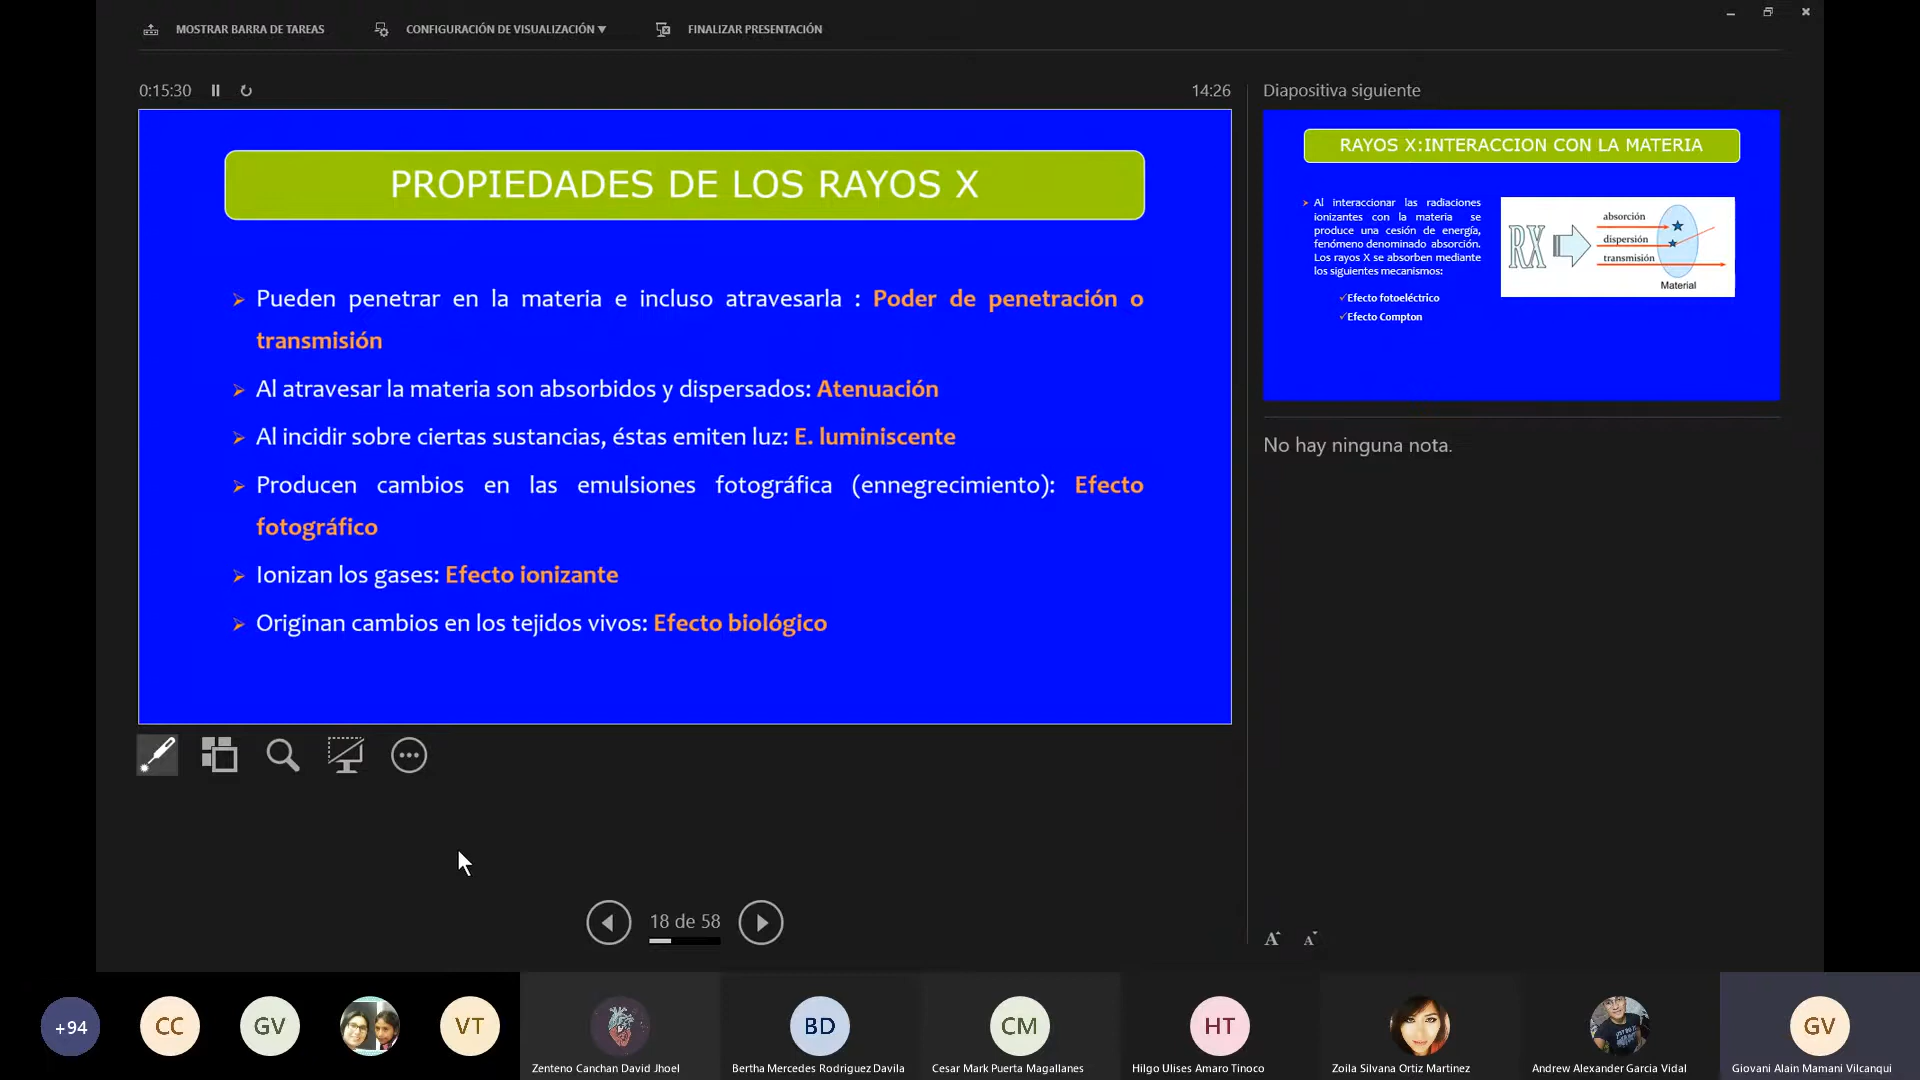 MOSTRAR BARRA DE TAREAS
CONFIGURACIÓN DE VISUALIZACIÓN ▼
FINALIZAR PRESENTACIÓN
0:15:30
14:26
PROPIEDADES DE LOS RAYOS X
Pueden penetrar en la materia e incluso atravesarla : Poder de penetración o
transmisión
Al atravesar la materia son absorbidos y dispersados: Atenuación
Al incidir sobre ciertas sustancias, éstas emiten luz: E. luminiscente
Producen cambios en las emulsiones fotográfica (ennegrecimiento): Efecto
fotográfico
Ionizan los gases: Efecto ionizante
Originan cambios en los tejidos vivos: Efecto biológico
18 de 58
Diapositiva siguiente
RAYOS X:INTERACCION CON LA MATERIA
Al interaccionar las radiaciones
ionizantes con la materia se
produce una cesión de energía,
fenómeno denominado absorción.
Los rayos X se absorben mediante
los siguientes mecanismos:
Efecto fotoeléctrico
Efecto Compton
RX
absorción
dispersión
transmisión
Material
No hay ninguna nota.
A
A
+94
CC
GV
VT
Zenteno Canchan David Jhoel
BD
Bertha Mercedes Rodriguez Davila
CM
Cesar Mark Puerta Magallanes
HT
Hilgo Ulises Amaro Tinoco
Zoila Silvana Ortiz Martinez
Andrew Alexander Garcia Vidal
GV
Giovani Alain Mamani Vilcanqui